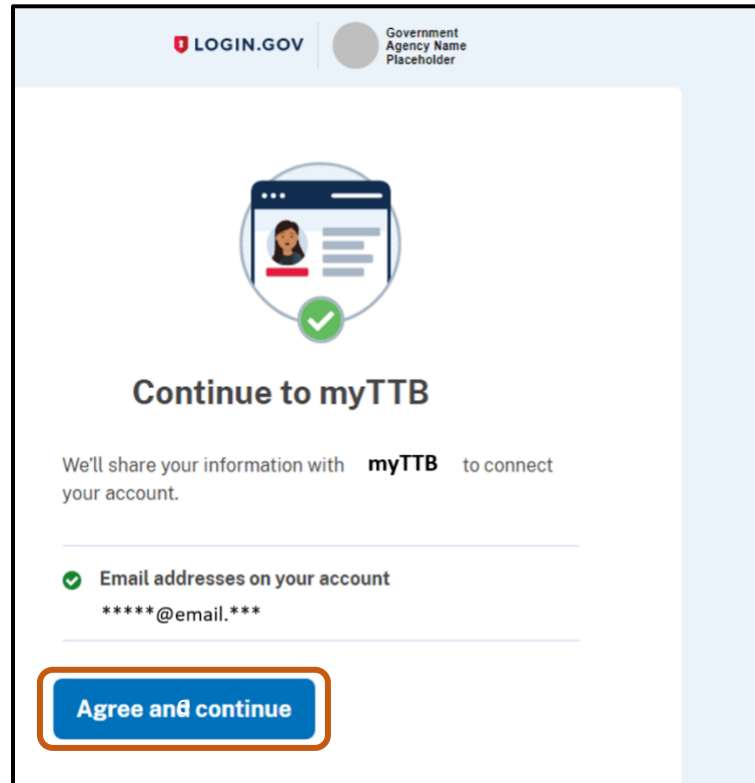 LOGIN.GOV
Government
Agency Name
Placeholder
Continue to myTTB
We'll share your information with myTTB to connect
your account.
Email addresses on your account
*****@email.***
Agree and continue